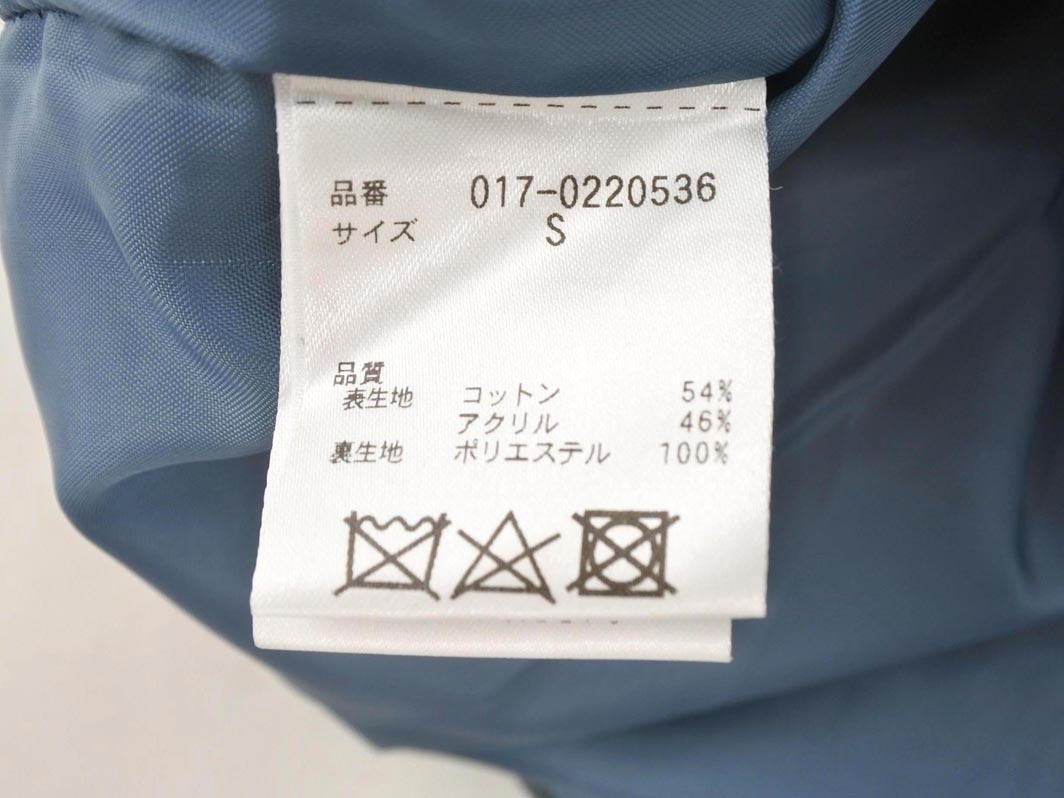 品番 017-0220536
サイズ S
品質
表生地 コットン 54%
アクリル 46%
裏生地 ポリエステル 100%